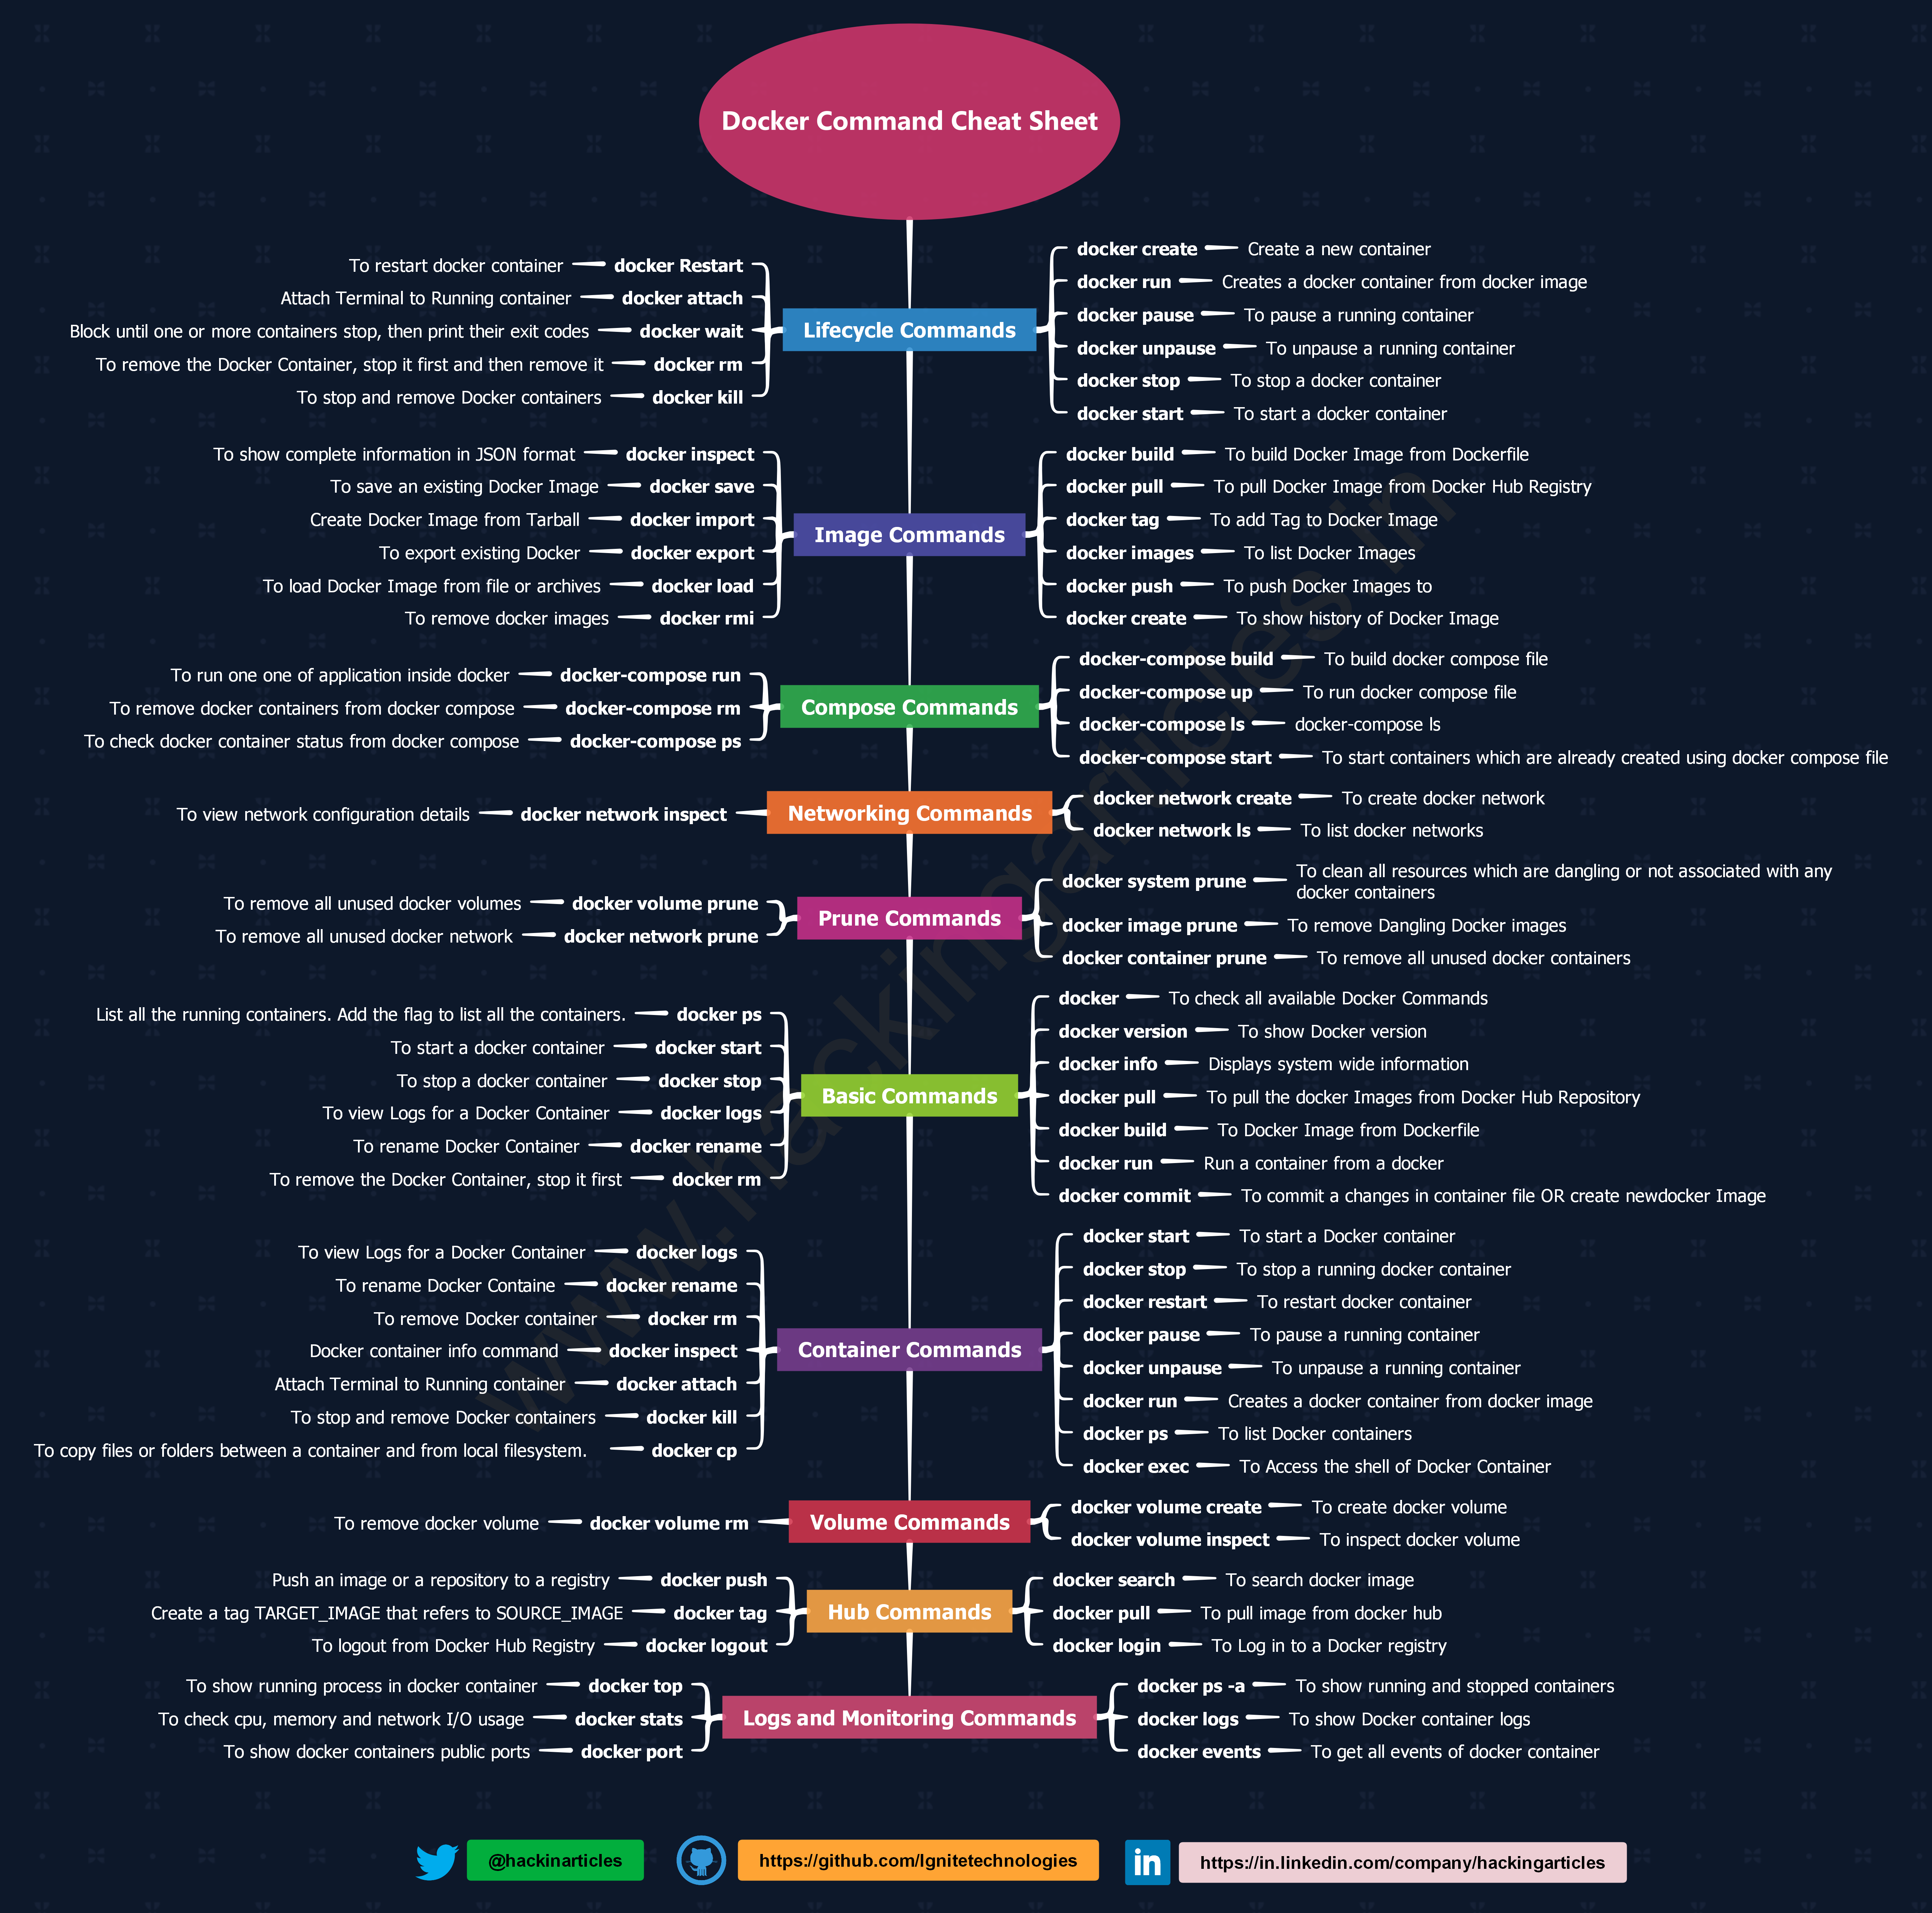 Docker Command Cheat Sheet
Lifecycle Commands
docker create
Create a new container
docker run
Creates a docker container from docker image
docker pause
To pause a running container
docker unpause
To unpause a running container
docker stop
To stop a docker container
docker start
To start a docker container
To restart docker container
docker Restart
Attach Terminal to Running container
docker attach
Block until one or more containers stop, then print their exit codes
docker wait
To remove the Docker Container, stop it first and then remove it
docker rm
To stop and remove Docker containers
docker kill
Image Commands
docker build
To build Docker Image from Dockerfile
docker pull
To pull Docker Image from Docker Hub Registry
docker tag
To add Tag to Docker Image
docker images
To list Docker Images
docker push
To push Docker Images to
docker create
To show history of Docker Image
To show complete information in JSON format
docker inspect
To save an existing Docker Image
docker save
Create Docker Image from Tarball
docker import
To export existing Docker
docker export
To load Docker Image from file or archives
docker load
To remove docker images
docker rmi
Compose Commands
docker-compose build
To build docker compose file
docker-compose up
To run docker compose file
docker-compose ls
docker-compose ls
docker-compose start
To start containers which are already created using docker compose file
To run one one of application inside docker
docker-compose run
To remove docker containers from docker compose
docker-compose rm
To check docker container status from docker compose
docker-compose ps
Networking Commands
docker network create
To create docker network
docker network ls
To list docker networks
To view network configuration details
docker network inspect
Prune Commands
docker system prune
To clean all resources which are dangling or not associated with any
docker containers
docker image prune
To remove Dangling Docker images
docker container prune
To remove all unused docker containers
To remove all unused docker volumes
docker volume prune
To remove all unused docker network
docker network prune
Basic Commands
docker
To check all available Docker Commands
docker version
To show Docker version
docker info
Displays system wide information
docker pull
To pull the docker Images from Docker Hub Repository
docker build
To Docker Image from Dockerfile
docker run
Run a container from a docker
docker commit
To commit a changes in container file OR create newdocker Image
List all the running containers. Add the flag to list all the containers.
docker ps
To start a docker container
docker start
To stop a docker container
docker stop
To view Logs for a Docker Container
docker logs
To rename Docker Container
docker rename
To remove the Docker Container, stop it first
docker rm
Container Commands
docker start
To start a Docker container
docker stop
To stop a running docker container
docker restart
To restart docker container
docker pause
To pause a running container
docker unpause
To unpause a running container
docker run
Creates a docker container from docker image
docker ps
To list Docker containers
docker exec
To Access the shell of Docker Container
To view Logs for a Docker Container
docker logs
To rename Docker Containe
docker rename
To remove Docker container
docker rm
Docker container info command
docker inspect
Attach Terminal to Running container
docker attach
To stop and remove Docker containers
docker kill
To copy files or folders between a container and from local filesystem.
docker cp
Volume Commands
docker volume create
To create docker volume
docker volume inspect
To inspect docker volume
To remove docker volume
docker volume rm
Hub Commands
docker search
To search docker image
docker pull
To pull image from docker hub
docker login
To Log in to a Docker registry
Push an image or a repository to a registry
docker push
Create a tag TARGET_IMAGE that refers to SOURCE_IMAGE
docker tag
To logout from Docker Hub Registry
docker logout
Logs and Monitoring Commands
docker ps -a
To show running and stopped containers
docker logs
To show Docker container logs
docker events
To get all events of docker container
To show running process in docker container
docker top
To check cpu, memory and network I/O usage
docker stats
To show docker containers public ports
docker port
www.hackingarticles.in
@hackinarticles
https://github.com/Ignitetechnologies
in
https://in.linkedin.com/company/hackingarticles